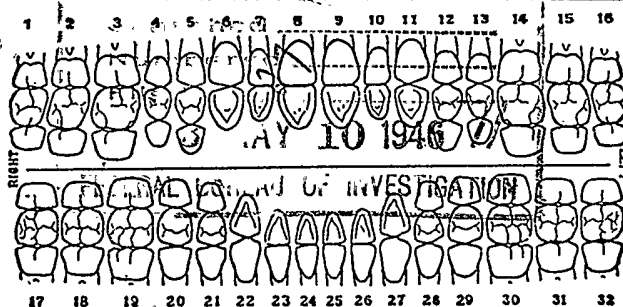 1 2 3 4 5 6 7 8 9 10 11 12 13 14 15 16
AY 10 1946
RIGHT
BUREAU OF INVESTIGATION
17 18 19 20 21 22 23 24 25 26 27 28 29 30 31 32